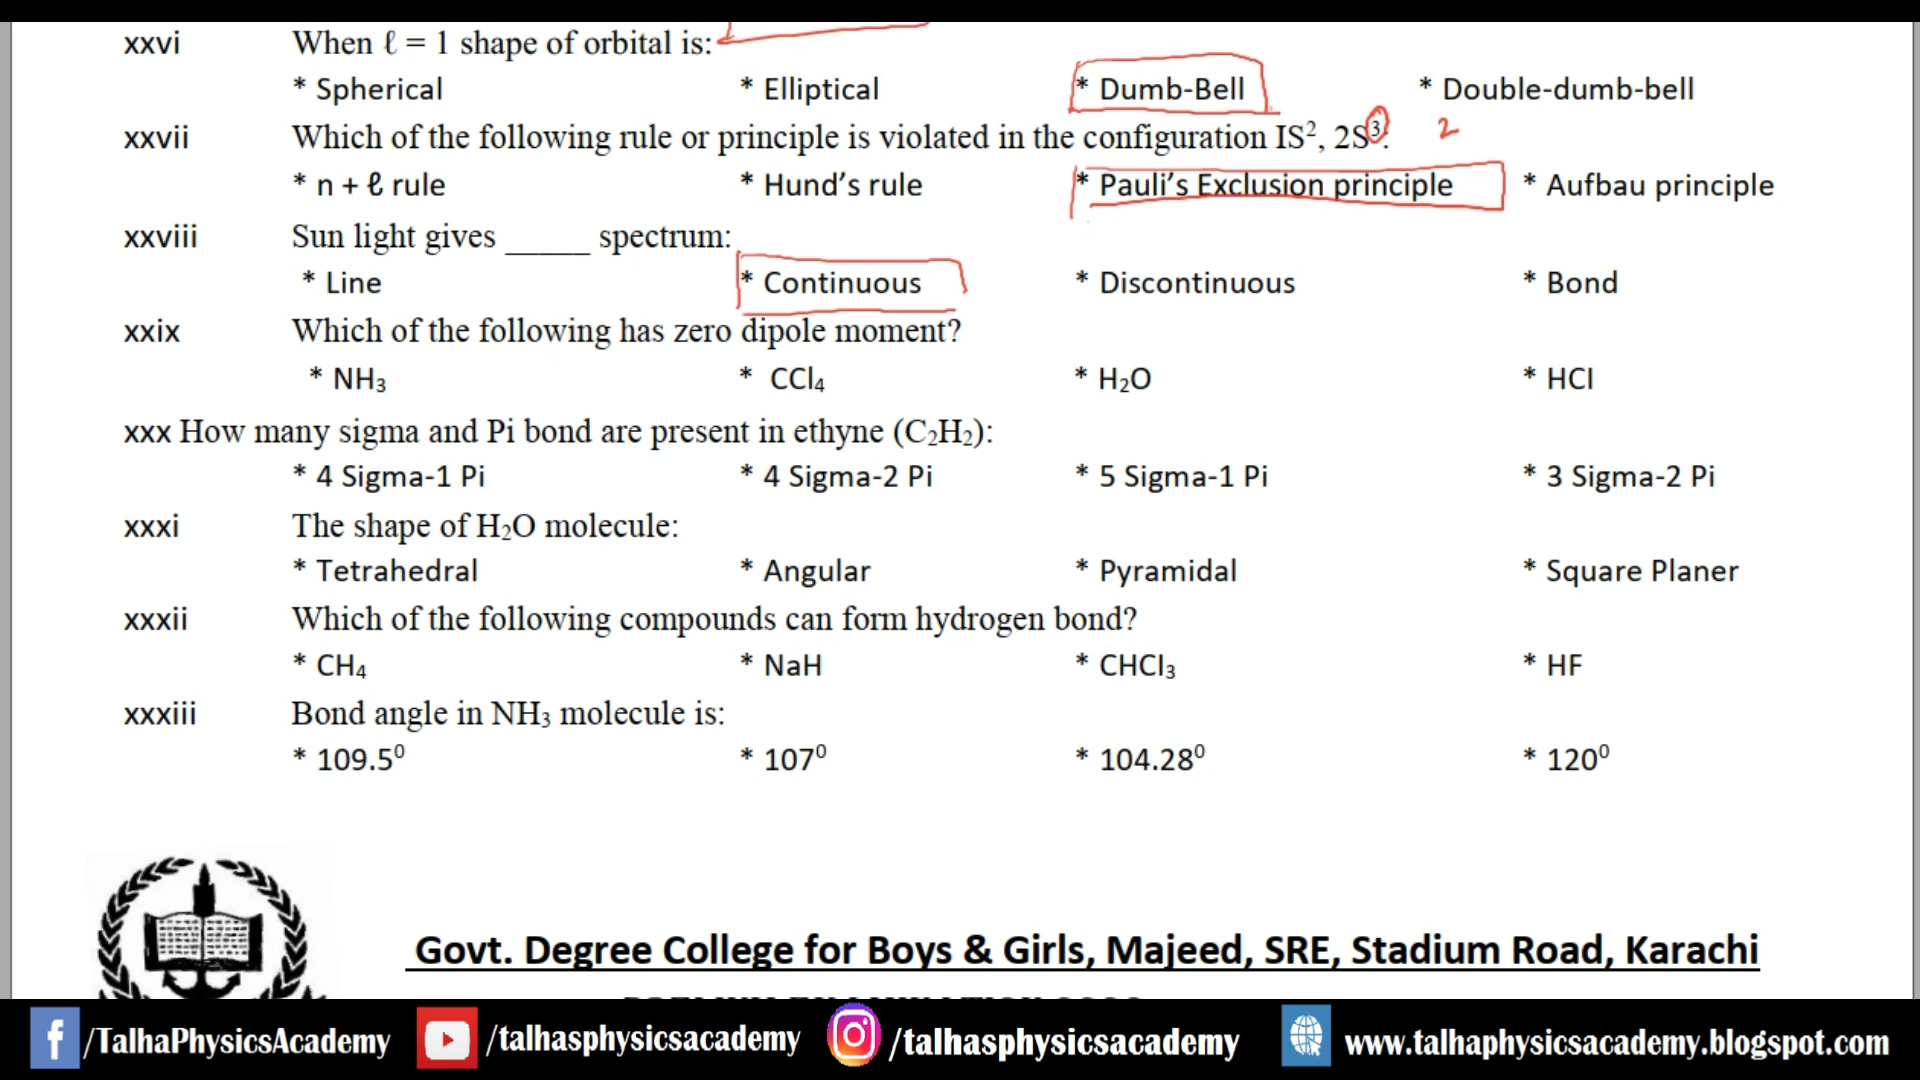 xxvi When ℓ = 1 shape of orbital is:
* Spherical * Elliptical * Dumb-Bell * Double-dumb-bell
xxvii Which of the following rule or principle is violated in the configuration IS², 2S³: 2
* n + ℓ rule * Hund’s rule * Pauli’s Exclusion principle * Aufbau principle
xxviii Sun light gives _____ spectrum:
* Line * Continuous * Discontinuous * Bond
xxix Which of the following has zero dipole moment?
* NH₃ * CCl₄ * H₂O * HCl
xxx How many sigma and Pi bond are present in ethyne (C₂H₂):
* 4 Sigma-1 Pi * 4 Sigma-2 Pi * 5 Sigma-1 Pi * 3 Sigma-2 Pi
xxxi The shape of H₂O molecule:
* Tetrahedral * Angular * Pyramidal * Square Planer
xxxii Which of the following compounds can form hydrogen bond?
* CH₄ * NaH * CHCl₃ * HF
xxxiii Bond angle in NH₃ molecule is:
* 109.5⁰ * 107⁰ * 104.28⁰ * 120⁰
Govt. Degree College for Boys & Girls, Majeed, SRE, Stadium Road, Karachi
/TalhaPhysicsAcademy /talhasphysicsacademy /talhasphysicsacademy www.talhaphysicsacademy.blogspot.com